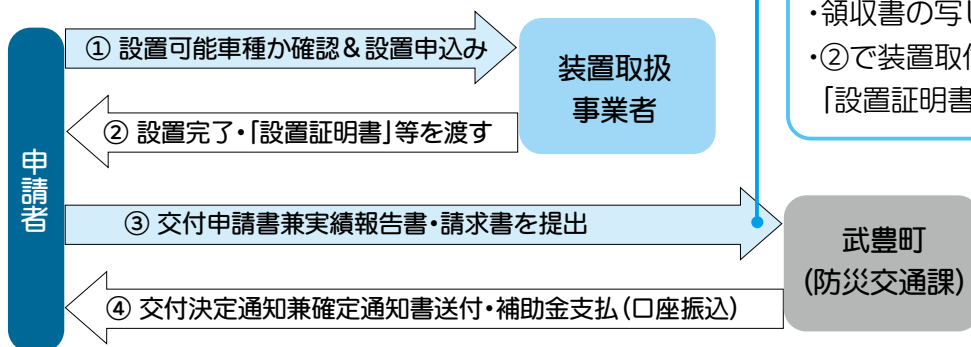 ・領収書の写し
・②で装置取付
「設置証明書
① 設置可能車種か確認&設置申込み
装置取扱
事業者
② 設置完了・「設置証明書」等を渡す
申請者
③ 交付申請書兼実績報告書・請求書を提出
武豊町
(防災交通課)
④ 交付決定通知兼確定通知書送付・補助金支払(口座振込)